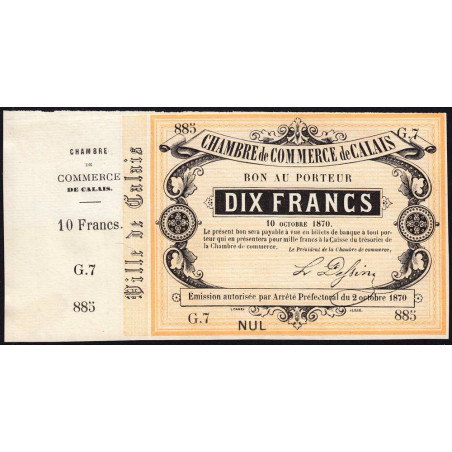 CHAMBRE
DE
COMMERCE
DE CALAIS.
10 Francs.
G.7
885
Ville de Calais
885
G.7
CHAMBRE de COMMERCE de CALAIS
BON AU PORTEUR
DIX FRANCS
10 OCTOBRE 1870.
Le présent bon sera payable à vue en billets de banque à tout por-
teur qui en présentera pour mille francs à la Caisse du trésorier de
la Chambre de commerce.
Le Président de la Chambre de commerce,
Emission autorisée par Arrêté Préfectoral du 2 octobre 1870
G.7
NUL
885